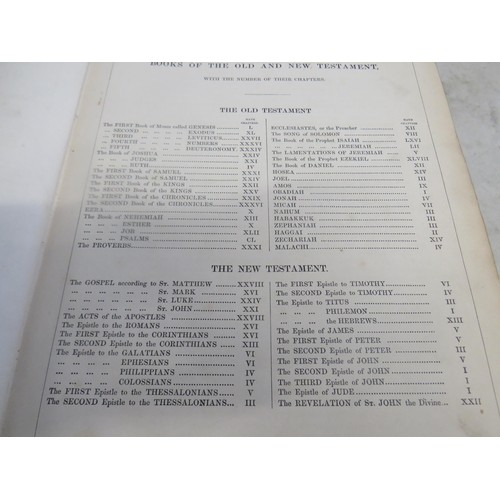 BOOKS OF THE OLD AND NEW TESTAMENT,
WITH THE NUMBER OF THEIR CHAPTERS.
THE OLD TESTAMENT
HATH CHAPTERS
The FIRST Book of Moses called GENESIS L
„ SECOND „ „ EXODUS XL
„ THIRD „ „ LEVITICUS XXVII
„ FOURTH „ „ NUMBERS XXXVI
„ FIFTH „ „ DEUTERONOMY XXXIV
The Book of JOSHUA XXIV
„ „ „ JUDGES XXI
„ „ „ RUTH IV
The FIRST Book of SAMUEL XXXI
The SECOND Book of SAMUEL XXIV
The FIRST Book of the KINGS XXII
The SECOND Book of the KINGS XXV
The FIRST Book of the CHRONICLES XXIX
The SECOND Book of the CHRONICLES XXXVI
EZRA X
The Book of NEHEMIAH XIII
„ „ „ ESTHER X
„ „ „ JOB XLII
„ „ „ PSALMS CL
The PROVERBS XXXI
HATH CHAPTERS
ECCLESIASTES, or the Preacher XII
The SONG OF SOLOMON VIII
The Book of the Prophet ISAIAH LXVI
„ „ „ „ „ JEREMIAH LII
The LAMENTATIONS OF JEREMIAH V
The Book of the Prophet EZEKIEL XLVIII
The Book of DANIEL XII
HOSEA XIV
JOEL III
AMOS IX
OBADIAH I
JONAH IV
MICAH VII
NAHUM III
HABAKKUK III
ZEPHANIAH III
HAGGAI II
ZECHARIAH XIV
MALACHI IV
THE NEW TESTAMENT.
The GOSPEL according to St. MATTHEW XXVIII
„ „ „ „ St. MARK XVI
„ „ „ „ St. LUKE XXIV
„ „ „ „ St. JOHN XXI
The ACTS of the APOSTLES XXVIII
The Epistle to the ROMANS XVI
The FIRST Epistle to the CORINTHIANS XVI
The SECOND Epistle to the CORINTHIANS XIII
The Epistle to the GALATIANS VI
„ „ „ „ EPHESIANS VI
„ „ „ „ PHILIPPIANS IV
„ „ „ „ COLOSSIANS IV
The FIRST Epistle to the THESSALONIANS V
The SECOND Epistle to the THESSALONIANS III
The FIRST Epistle to TIMOTHY VI
The SECOND Epistle to TIMOTHY IV
The Epistle to TITUS III
„ „ „ PHILEMON I
„ „ „ the HEBREWS XIII
The Epistle of JAMES V
The FIRST Epistle of PETER V
The SECOND Epistle of PETER III
The FIRST Epistle of JOHN V
The SECOND Epistle of JOHN I
The THIRD Epistle of JOHN I
The Epistle of JUDE I
The REVELATION of St. JOHN the Divine XXII